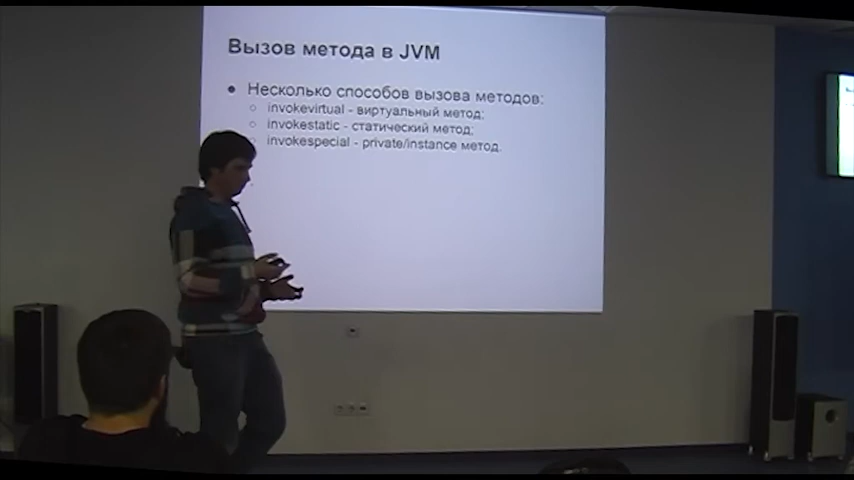 Вызов метода в JVM
● Несколько способов вызова методов:
○ invokevirtual - виртуальный метод;
○ invokestatic - статический метод;
invokespecial - private/instance метод.